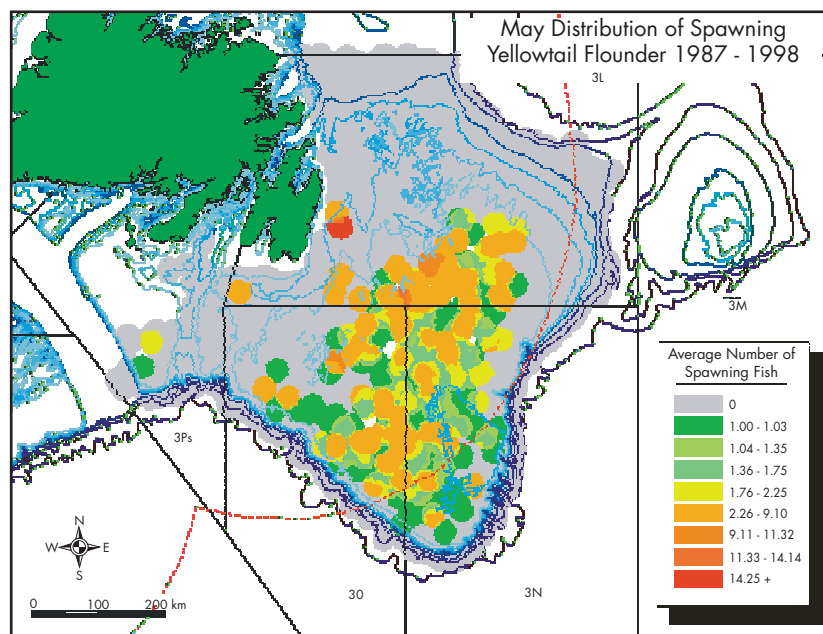 May Distribution of Spawning
Yellowtail Flounder 1987 - 1998
3L
3M
Average Number of
Spawning Fish
0
1.00 - 1.03
1.04 - 1.35
1.36 - 1.75
1.76 - 2.25
2.26 - 9.10
9.11 - 11.32
11.33 - 14.14
14.25 +
3Ps
N
W E
S
30
3N
0 100 200 km